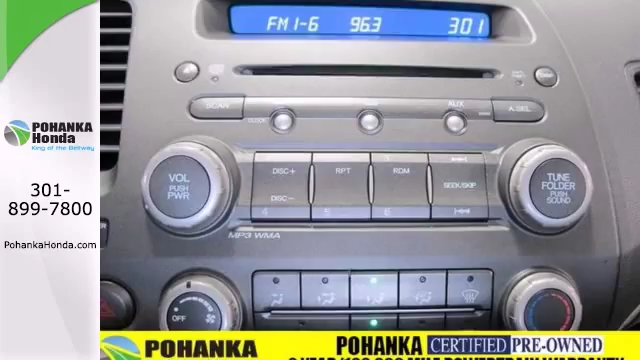 POHANKA
Honda
King of the Beltway
301-
899-7800
PohankaHonda.com
FM1-6 963 301
SCAN CLOCK AUX A.SEL
VOL
PUSH
PWR
DISC+ RPT RDM
DISC-
SEEK/SKIP
TUNE
FOLDER
PUSH
SOUND
4 5 6
MP3 WMA
OFF
POHANKA POHANKA CERTIFIED PRE-OWNED